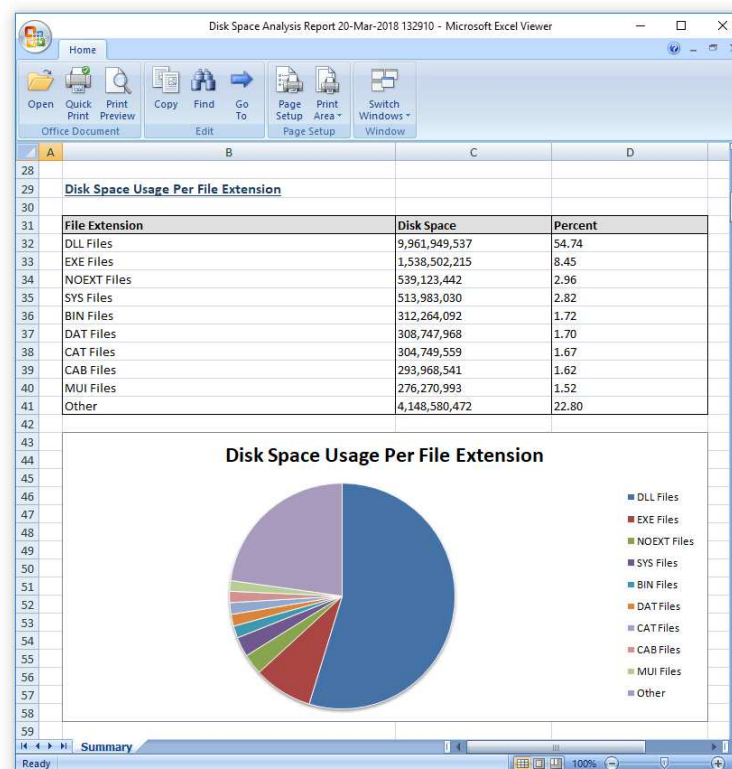 Disk Space Analysis Report 20-Mar-2018 132910 - Microsoft Excel Viewer
Home
Open Quick Print Print Preview Copy Find Go To Page Setup Print Area Switch Windows
Office Document Edit Page Setup Window
A B C D
28
29 Disk Space Usage Per File Extension
30
31 File Extension Disk Space Percent
32 DLL Files 9,961,949,537 54.74
33 EXE Files 1,538,502,215 8.45
34 NOEXT Files 539,123,442 2.96
35 SYS Files 513,983,030 2.82
36 BIN Files 312,264,092 1.72
37 DAT Files 308,747,968 1.70
38 CAT Files 304,749,559 1.67
39 CAB Files 293,968,541 1.62
40 MUI Files 276,270,993 1.52
41 Other 4,148,580,472 22.80
42
43
44 Disk Space Usage Per File Extension
45
46 DLL Files
47 EXE Files
48 NOEXT Files
49 SYS Files
50
51 BIN Files
52 DAT Files
53 CAT Files
54 CAB Files
55
56 MUI Files
57 Other
58
59
Summary
Ready 100%